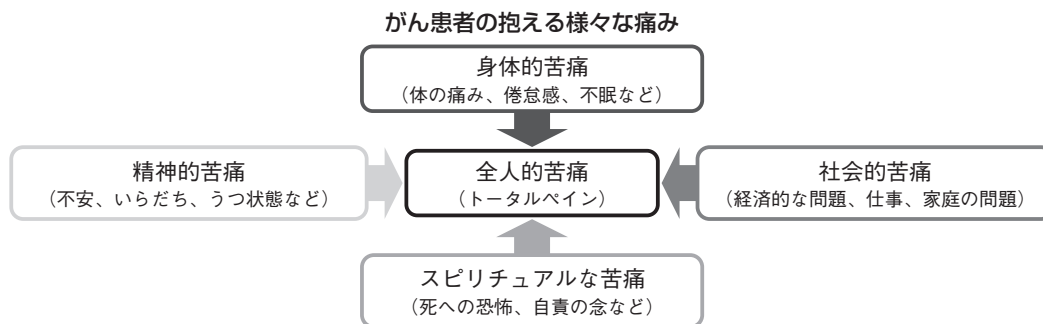 がん患者の抱える様々な痛み
身体的苦痛
（体の痛み、倦怠感、不眠など）
精神的苦痛
（不安、いらだち、うつ状態など）
全人的苦痛
（トータルペイン）
社会的苦痛
（経済的な問題、仕事、家庭の問題）
スピリチュアルな苦痛
（死への恐怖、自責の念など）